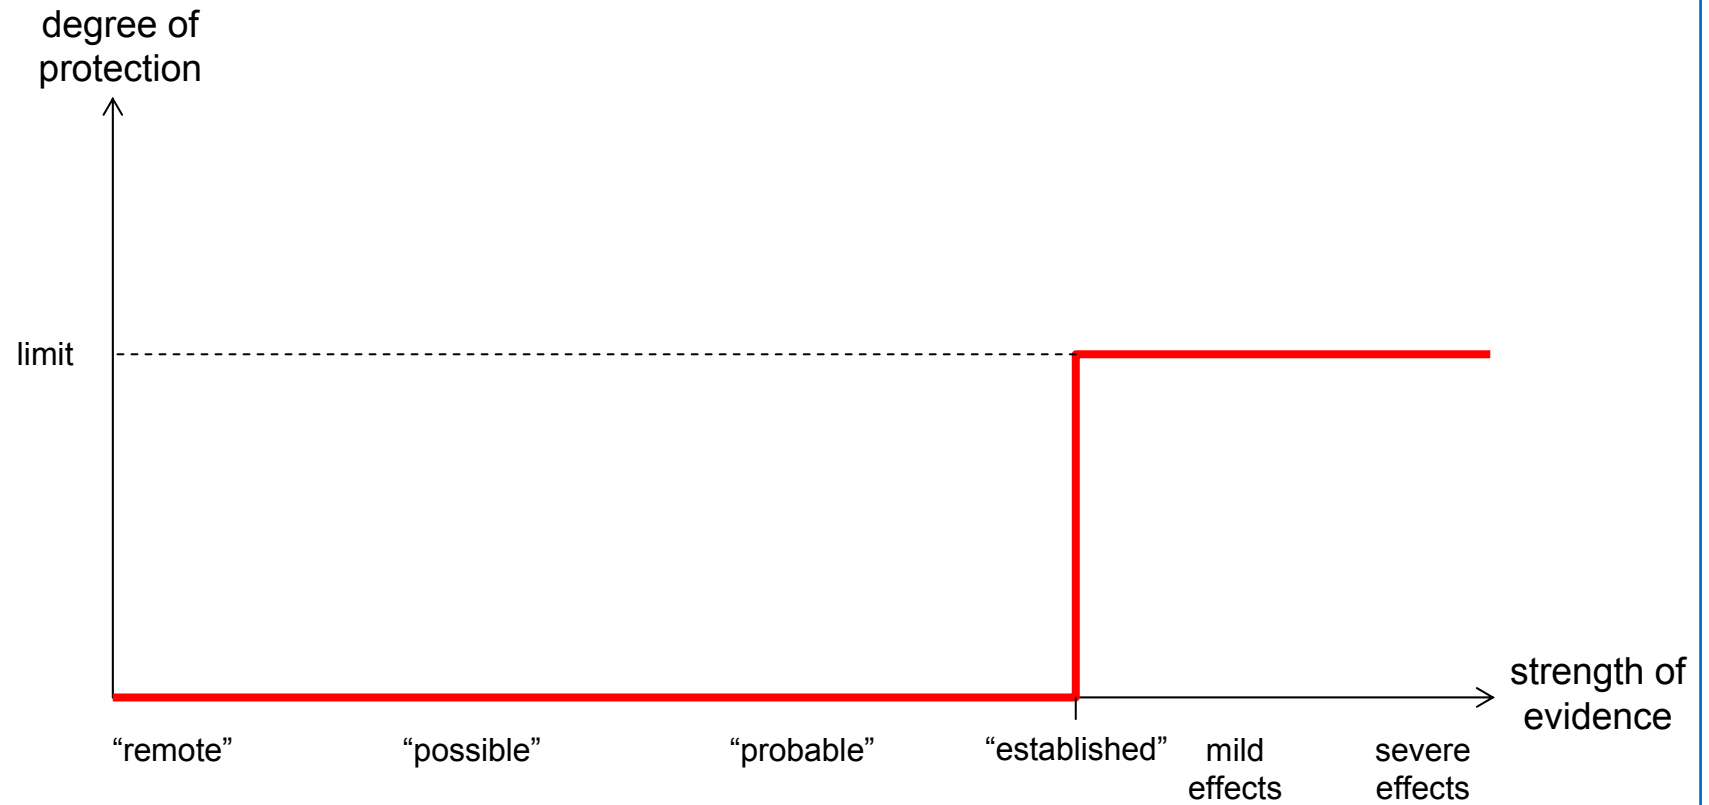 degree of
protection
limit
strength of
evidence
“remote”
“possible”
“probable”
“established”
mild
effects
severe
effects